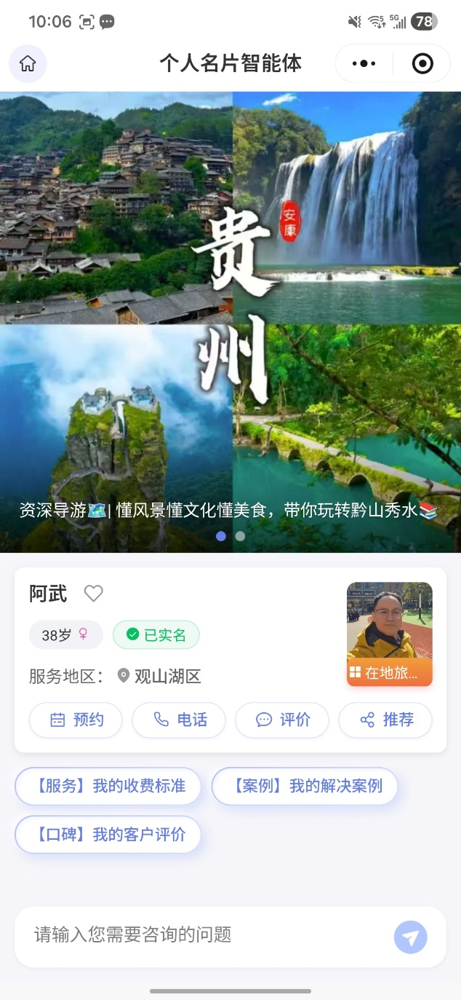 10:06
5G
78
个人名片智能体
贵州
安康
资深导游🗺️| 懂风景懂文化懂美食，带你玩转黔山秀水📚
阿武
38岁 ♀
已实名
服务地区： 观山湖区
在地旅...
预约
电话
评价
推荐
【服务】我的收费标准
【案例】我的解决案例
【口碑】我的客户评价
请输入您需要咨询的问题